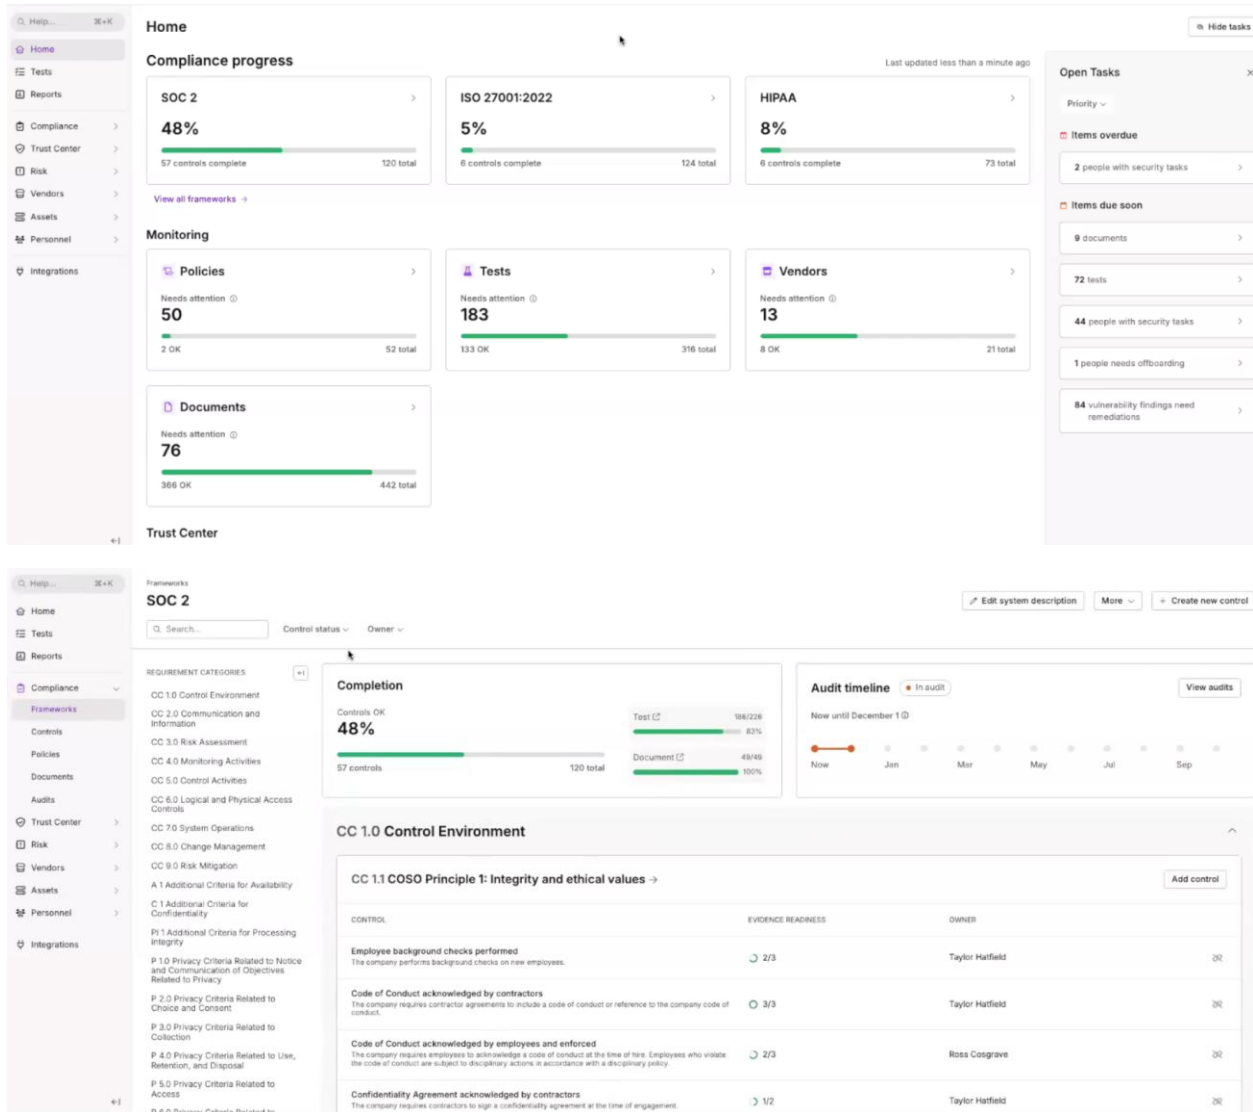 Help... ⌘+K
Home
Tests
Reports
Compliance
Trust Center
Risk
Vendors
Assets
Personnel
Integrations
Home
Hide tasks
Compliance progress
Last updated less than a minute ago
SOC 2
48%
57 controls complete 120 total
ISO 27001:2022
5%
6 controls complete 124 total
HIPAA
8%
6 controls complete 73 total
View all frameworks →
Monitoring
Policies
Needs attention
50
2 OK 52 total
Tests
Needs attention
183
133 OK 316 total
Vendors
Needs attention
13
8 OK 21 total
Documents
Needs attention
76
366 OK 442 total
Trust Center
Open Tasks
Priority
Items overdue
2 people with security tasks
Items due soon
9 documents
72 tests
44 people with security tasks
1 people needs offboarding
84 vulnerability findings need
remediations
Help... ⌘+K
Home
Tests
Reports
Compliance
Frameworks
Controls
Policies
Documents
Audits
Trust Center
Risk
Vendors
Assets
Personnel
Integrations
Frameworks
SOC 2
Edit system description
More
+ Create new control
Search...
Control status
Owner
REQUIREMENT CATEGORIES
CC 1.0 Control Environment
CC 2.0 Communication and
Information
CC 3.0 Risk Assessment
CC 4.0 Monitoring Activities
CC 5.0 Control Activities
CC 6.0 Logical and Physical Access
Controls
CC 7.0 System Operations
CC 8.0 Change Management
CC 9.0 Risk Mitigation
A 1 Additional Criteria for Availability
C 1 Additional Criteria for
Confidentiality
PI 1 Additional Criteria for Processing
Integrity
P 1.0 Privacy Criteria Related to Notice
and Communication of Objectives
Related to Privacy
P 2.0 Privacy Criteria Related to
Choice and Consent
P 3.0 Privacy Criteria Related to
Collection
P 4.0 Privacy Criteria Related to Use,
Retention, and Disposal
P 5.0 Privacy Criteria Related to
Access
Completion
Controls OK
48%
57 controls 120 total
Test
83%
Document 49/49
100%
Audit timeline
In audit
View audits
Now until December 1
Now Jan Mar May Jul Sep
CC 1.0 Control Environment
CC 1.1 COSO Principle 1: Integrity and ethical values →
Add control
CONTROL EVIDENCE READINESS OWNER
Employee background checks performed
The company performs background checks on new employees.
2/3
Taylor Hatfield
Code of Conduct acknowledged by contractors
The company requires contractor agreements to include a code of conduct or reference to the company code of
conduct.
3/3
Taylor Hatfield
Code of Conduct acknowledged by employees and enforced
The company requires employees to acknowledge a code of conduct at the time of hire. Employees who violate
the code of conduct are subject to disciplinary actions in accordance with a disciplinary policy.
2/3
Ross Cosgrave
Confidentiality Agreement acknowledged by contractors
The company requires contractors to sign a confidentiality agreement at the time of engagement.
1/2
Taylor Hatfield